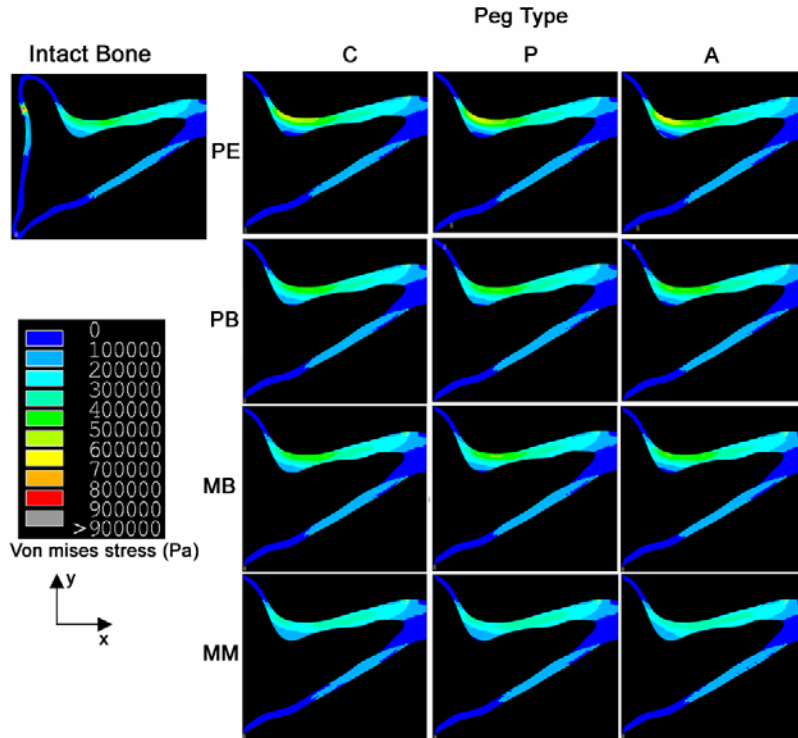 Peg Type
Intact Bone
C
P
A
PE
PB
MB
MM
0
100000
200000
300000
400000
500000
600000
700000
800000
900000
>900000
Von mises stress (Pa)
y
x